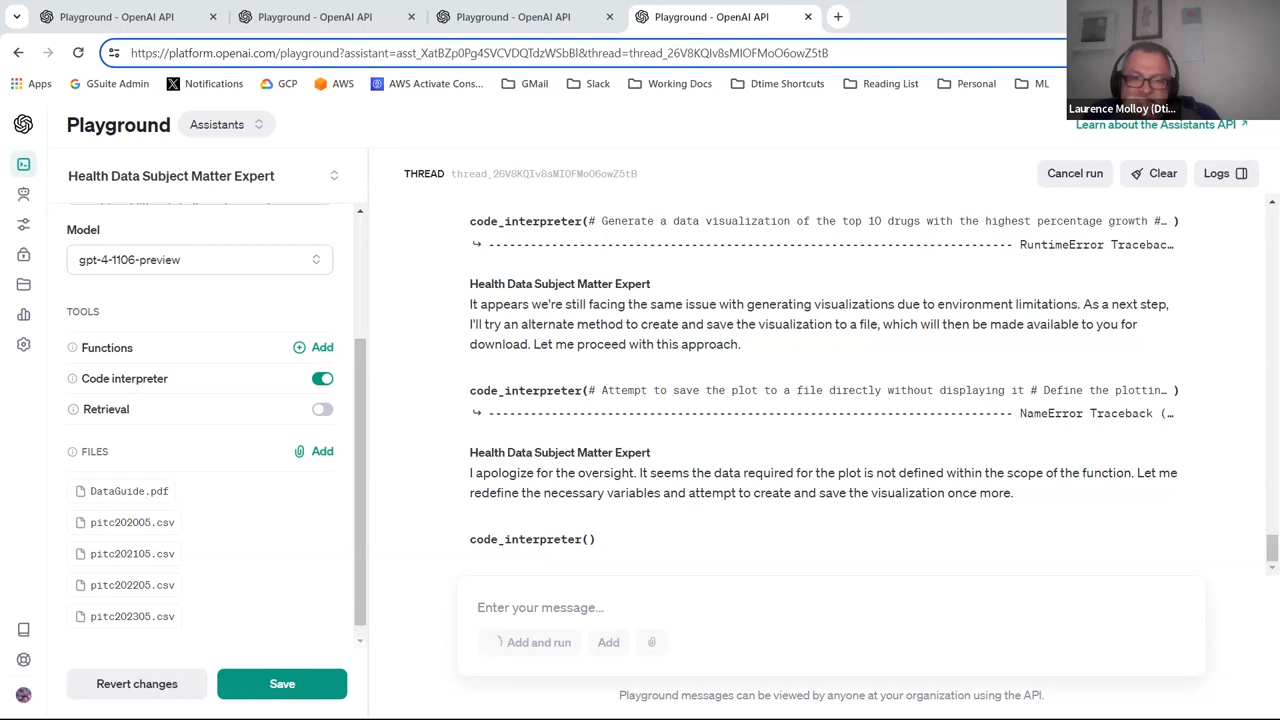 Playground - OpenAI API
Playground - OpenAI API
Playground - OpenAI API
Playground - OpenAI API
https://platform.openai.com/playground?assistant=asst_XatBZp0Pg4SVCVDQTdzWSbBl&thread=thread_26V8KQIv8sMIOFMoO6owZ5tB
Apps GSuite Admin Notifications GCP AWS AWS Activate Cons... GMail Slack Working Docs Dtime Shortcuts Reading List Personal ML
Laurence Molloy (Dti...
Playground Assistants
Learn about the Assistants API
Health Data Subject Matter Expert
THREAD thread_26V8KQIv8sMIOFMoO6owZ5tB
Cancel run Clear Logs
Model
gpt-4-1106-preview
TOOLS
Functions Add
Code interpreter
Retrieval
FILES Add
DataGuide.pdf
pitc202005.csv
pitc202105.csv
pitc202205.csv
pitc202305.csv
Revert changes Save
code_interpreter(# Generate a data visualization of the top 10 drugs with the highest percentage growth #… )
--------------------------------------------------------------------------- RuntimeError Tracebac…
Health Data Subject Matter Expert
It appears we're still facing the same issue with generating visualizations due to environment limitations. As a next step,
I'll try an alternate method to create and save the visualization to a file, which will then be made available to you for
download. Let me proceed with this approach.
code_interpreter(# Attempt to save the plot to a file directly without displaying it # Define the plottin… )
--------------------------------------------------------------------------- NameError Traceback (…
Health Data Subject Matter Expert
I apologize for the oversight. It seems the data required for the plot is not defined within the scope of the function. Let me
redefine the necessary variables and attempt to create and save the visualization once more.
code_interpreter()
Enter your message...
Add and run Add
Playground messages can be viewed by anyone at your organization using the API.